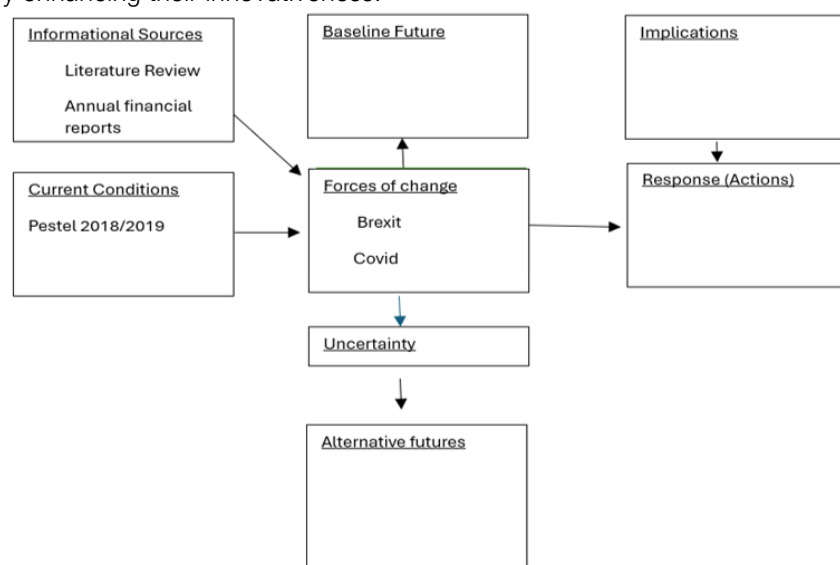 y enhancing their innovativeness.
Informational Sources
Literature Review
Annual financial
reports
Baseline Future
Implications
Current Conditions
Pestel 2018/2019
Forces of change
Brexit
Covid
Response (Actions)
Uncertainty
Alternative futures